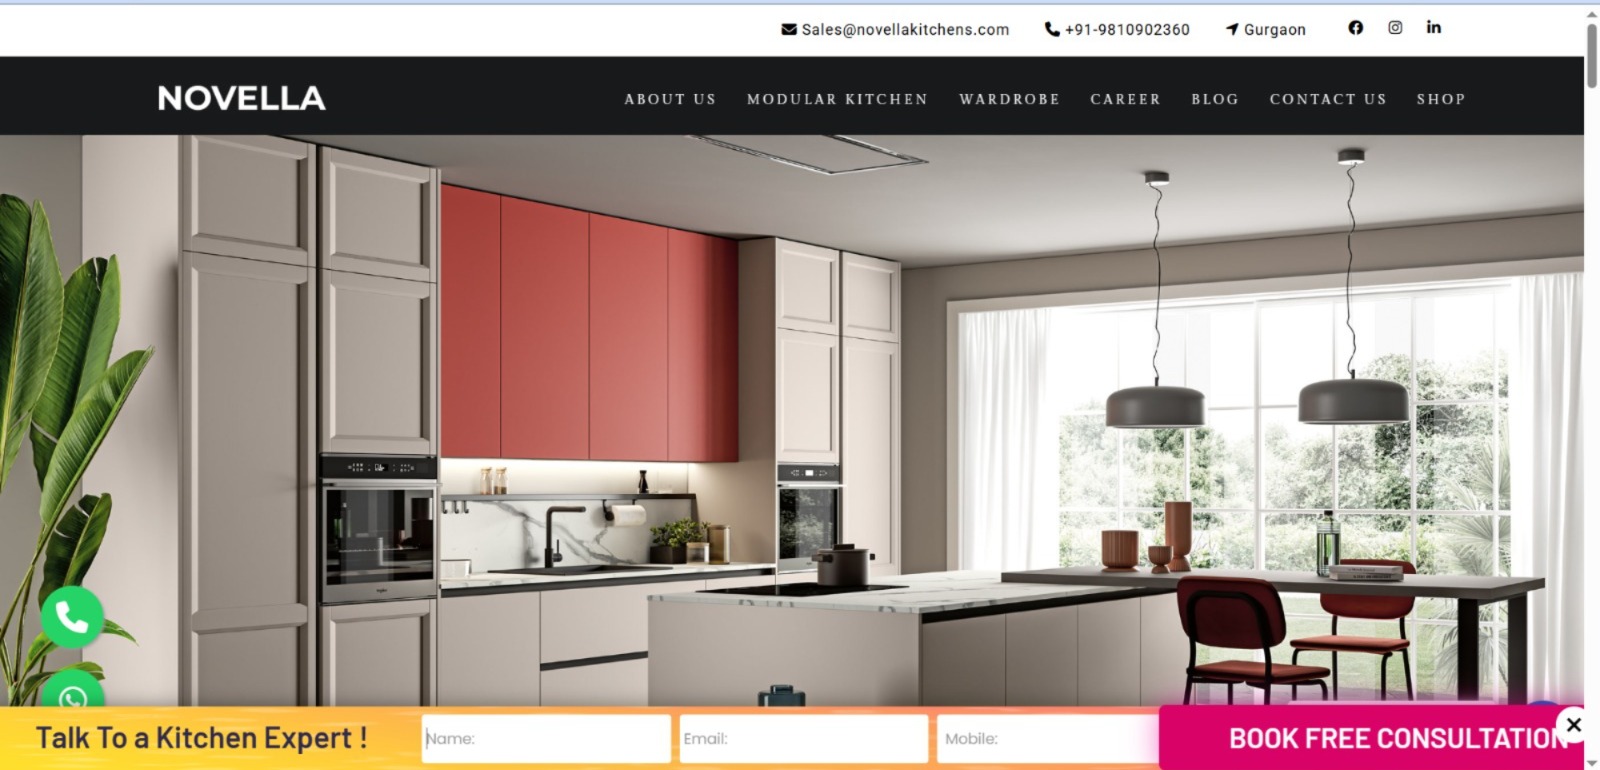 Sales@novellakitchens.com +91-9810902360 Gurgaon
NOVELLA
ABOUT US MODULAR KITCHEN WARDROBE CAREER BLOG CONTACT US SHOP
Talk To a Kitchen Expert ! Name: Email: Mobile: BOOK FREE CONSULTATION